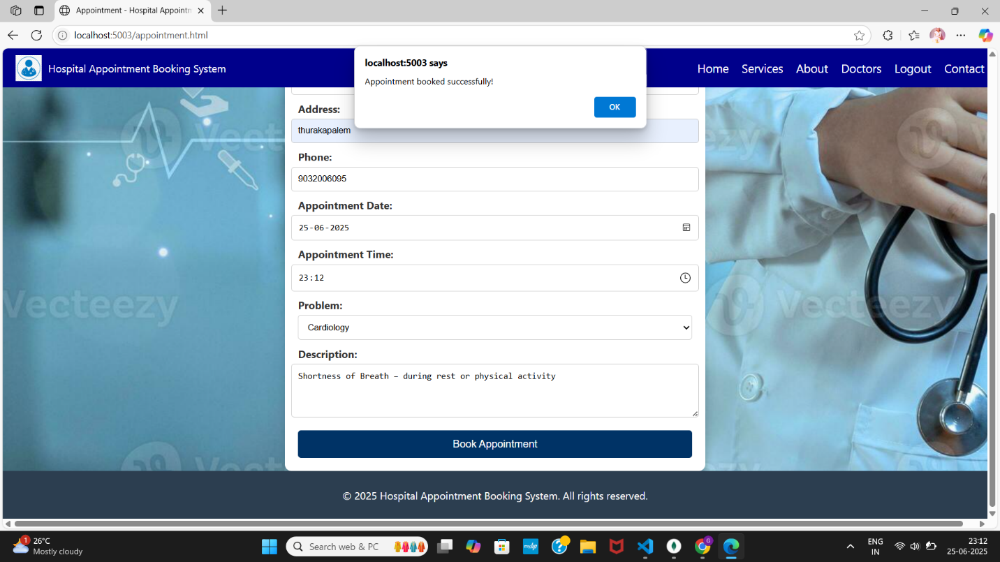 Appointment - Hospital Appointm
localhost:5003/appointment.html
Hospital Appointment Booking System
Home Services About Doctors Logout Contact
localhost:5003 says
Appointment booked successfully!
OK
Address:
thurakapalem
Phone:
9032006095
Appointment Date:
25-06-2025
Appointment Time:
23:12
Problem:
Cardiology
Description:
Shortness of Breath – during rest or physical activity
Book Appointment
Vecteezy
Vecteezy
Vecteezy
© 2025 Hospital Appointment Booking System. All rights reserved.
1
26°C
Mostly cloudy
Search web & PC
myhp
G
ENG
IN
23:12
25-06-2025